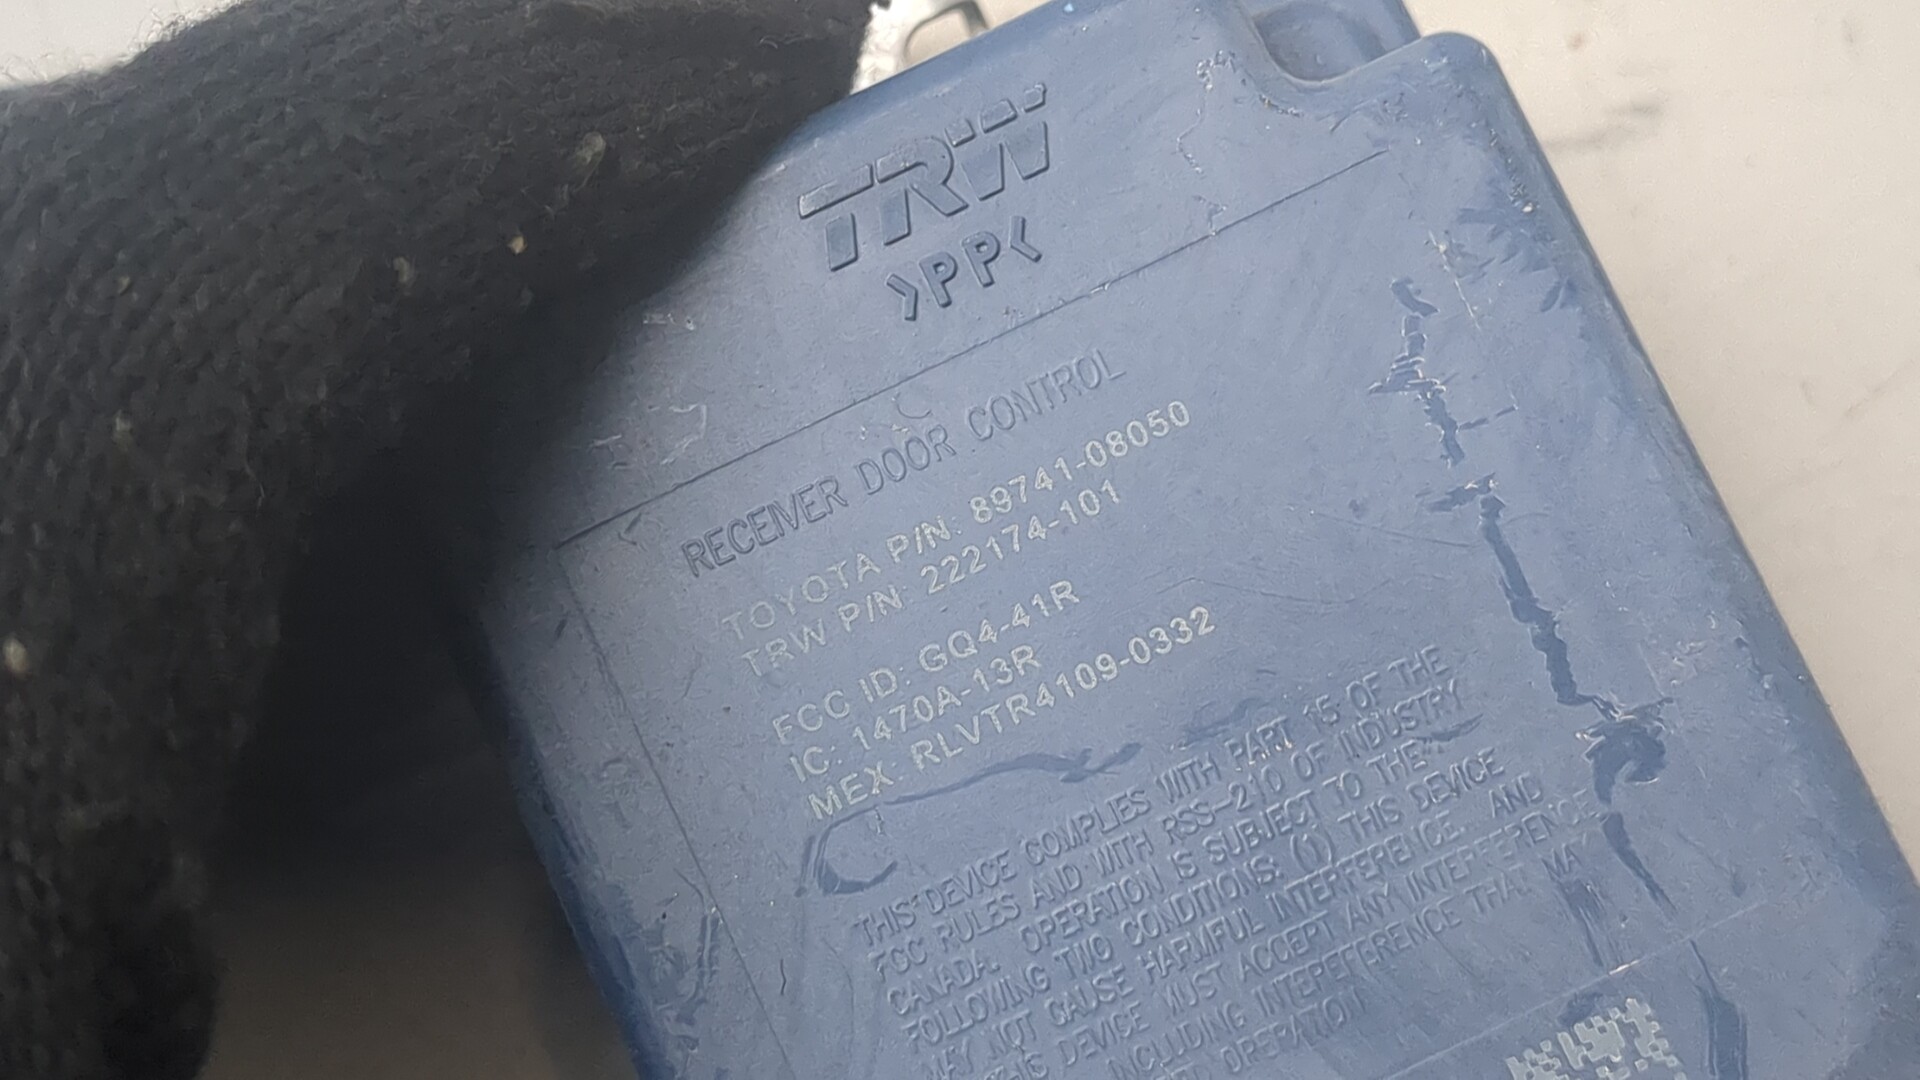 TRW
>PP<
RECEIVER DOOR CONTROL
TOYOTA P/N: 89741-08050
TRW P/N: 222174-101
FCC ID: GQ4-41R
IC: 1470A-13R
MEX: RLVTR4109-0332
THIS DEVICE COMPLIES WITH PART 15 OF THE
FCC RULES AND WITH RSS-210 OF INDUSTRY
CANADA. OPERATION IS SUBJECT TO THE
FOLLOWING TWO CONDITIONS: (1) THIS DEVICE
MAY NOT CAUSE HARMFUL INTERFERENCE, AND
THIS DEVICE MUST ACCEPT ANY INTERFERENCE
INCLUDING INTERFERENCE THAT MAY
OPERATION